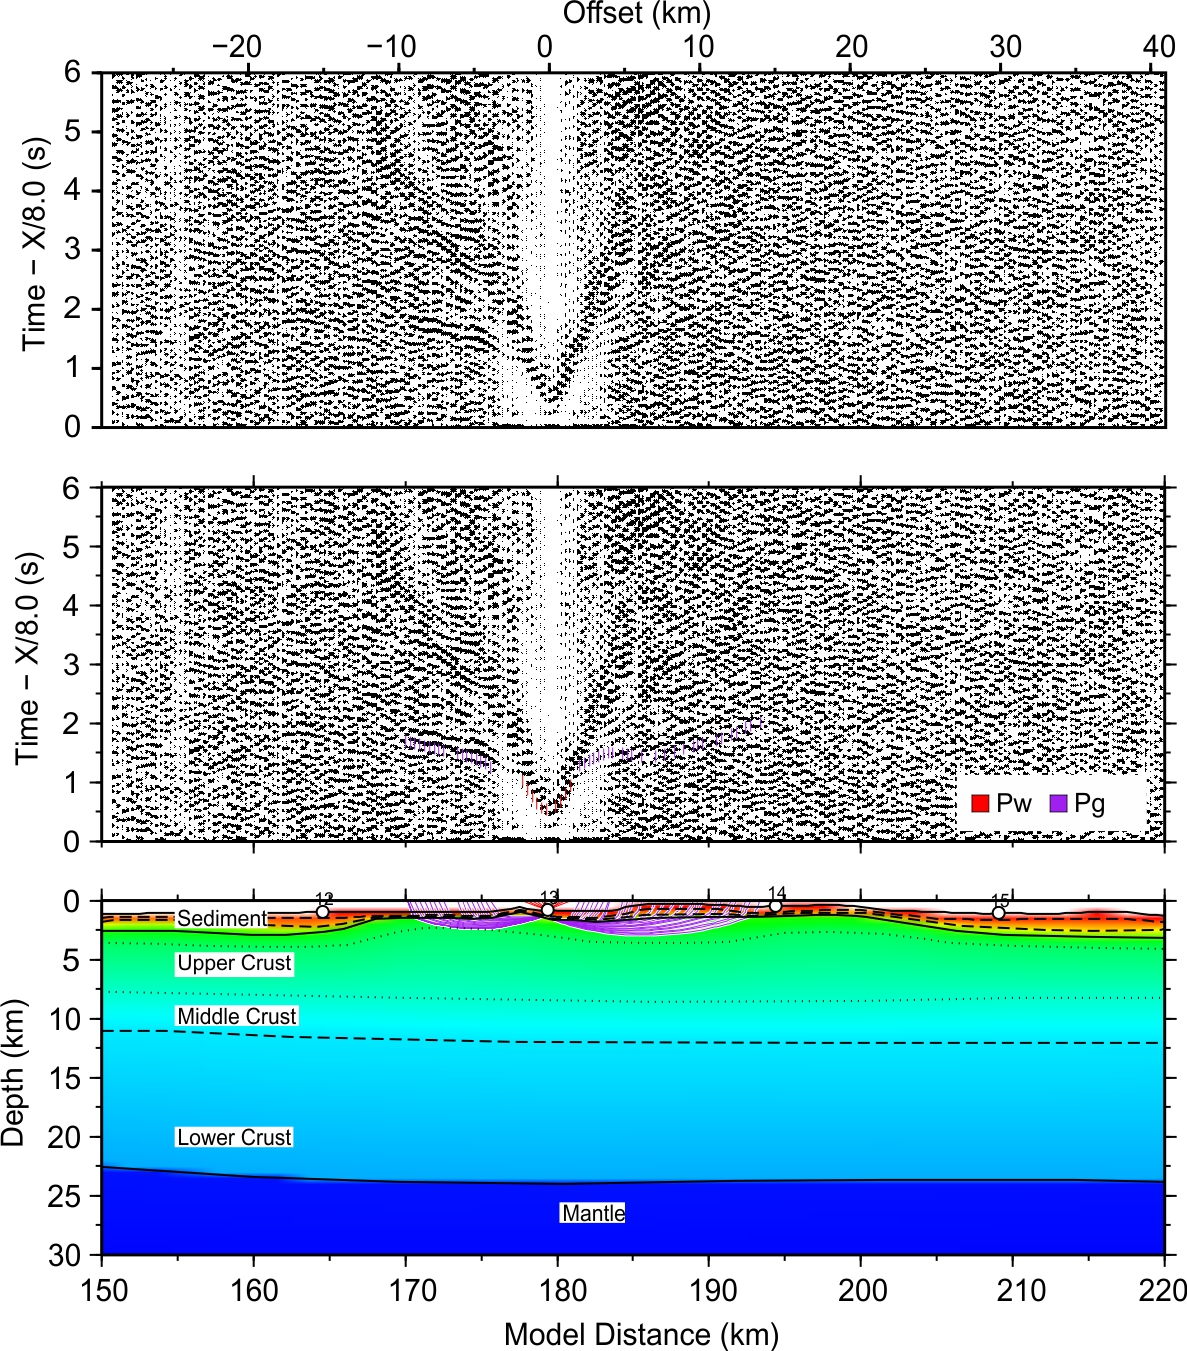 Offset (km)
−20 −10 0 10 20 30 40
6
5
4
3
2
1
0
Time − X/8.0 (s)
6
5
4
3
2
1
0
Time − X/8.0 (s)
Pw Pg
12 13 14 15
0
5
10
15
20
25
30
Depth (km)
Sediment
Upper Crust
Middle Crust
Lower Crust
Mantle
150 160 170 180 190 200 210 220
Model Distance (km)